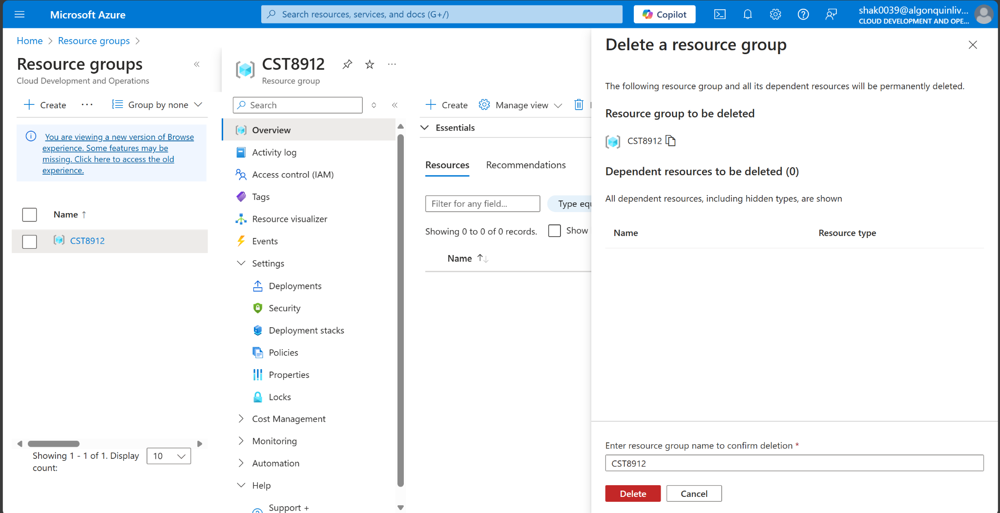 Microsoft Azure
Search resources, services, and docs (G+/)
Copilot
shak0039@algonquinliv...
CLOUD DEVELOPMENT AND OPE...
Home > Resource groups >
Resource groups
Cloud Development and Operations
Create
Group by none
You are viewing a new version of Browse
experience. Some features may be
missing. Click here to access the old
experience.
Name ↑
CST8912
Showing 1 - 1 of 1. Display
count:
10
CST8912
Resource group
Search
Overview
Activity log
Access control (IAM)
Tags
Resource visualizer
Events
Settings
Deployments
Security
Deployment stacks
Policies
Properties
Locks
Cost Management
Monitoring
Automation
Help
Support +
Create
Manage view
Essentials
Resources
Recommendations
Filter for any field...
Type equ
Showing 0 to 0 of 0 records.
Show
Name ↑↓
Delete a resource group
The following resource group and all its dependent resources will be permanently deleted.
Resource group to be deleted
CST8912
Dependent resources to be deleted (0)
All dependent resources, including hidden types, are shown
Name
Resource type
Enter resource group name to confirm deletion *
CST8912
Delete
Cancel